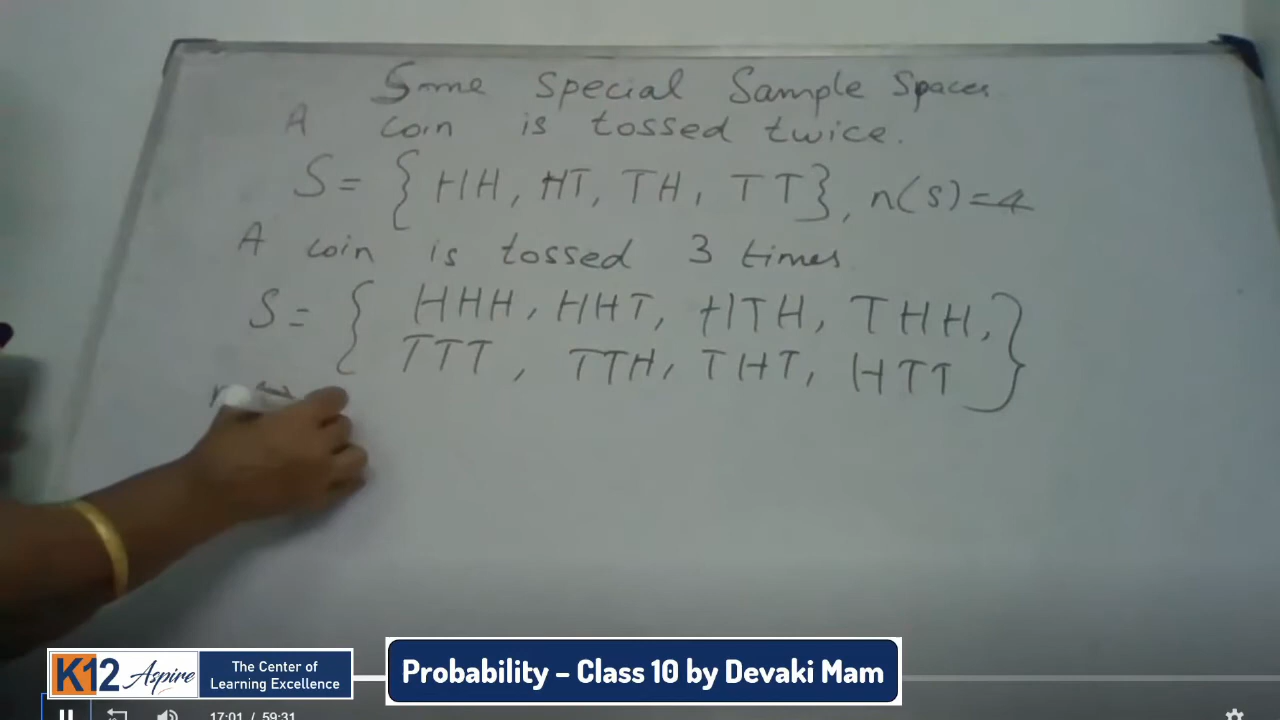 Some Special Sample Spaces
A coin is tossed twice.
S = { HH, HT, TH, TT}, n(S)=4
A coin is tossed 3 times
S = { HHH, HHT, HTH, THH,
TTT, TTH, THT, HTT }
n
K12 Aspire
The Center of
Learning Excellence
Probability – Class 10 by Devaki Mam
17:01 / 59:31